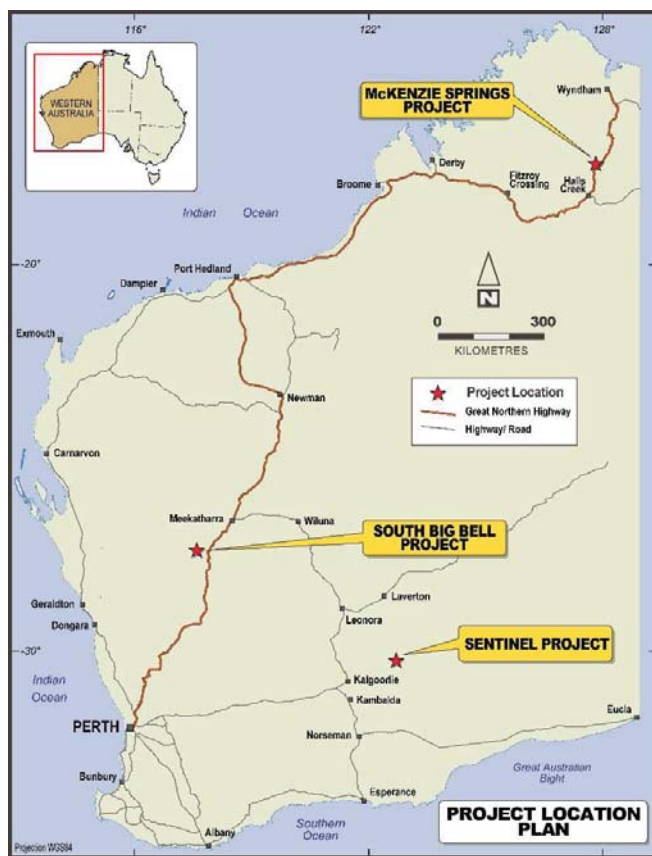 116°
128°
WESTERN
AUSTRALIA
McKENZIE SPRINGS
PROJECT
Wyndham
Derby
Broome
Fitzroy
Crossing
Halls
Creek
Indian Ocean
-20°
Port Hedland
Dampier
Exmouth
N
0 300
KILOMETRES
Project Location
Great Northern Highway
Highway/ Road
Newman
Carnarvon
Meekatharra
Wiluna
SOUTH BIG BELL
PROJECT
Laverton
Geraldton
Leonora
Dongara
-30°
SENTINEL PROJECT
Indian
Ocean
Kalgoorlie
Kambalda
PERTH
Eucla
Norseman
Bunbury
Great Australian
Bight
Esperance
Southern
Ocean
Albany
PROJECT LOCATION
PLAN
Projection WGS84